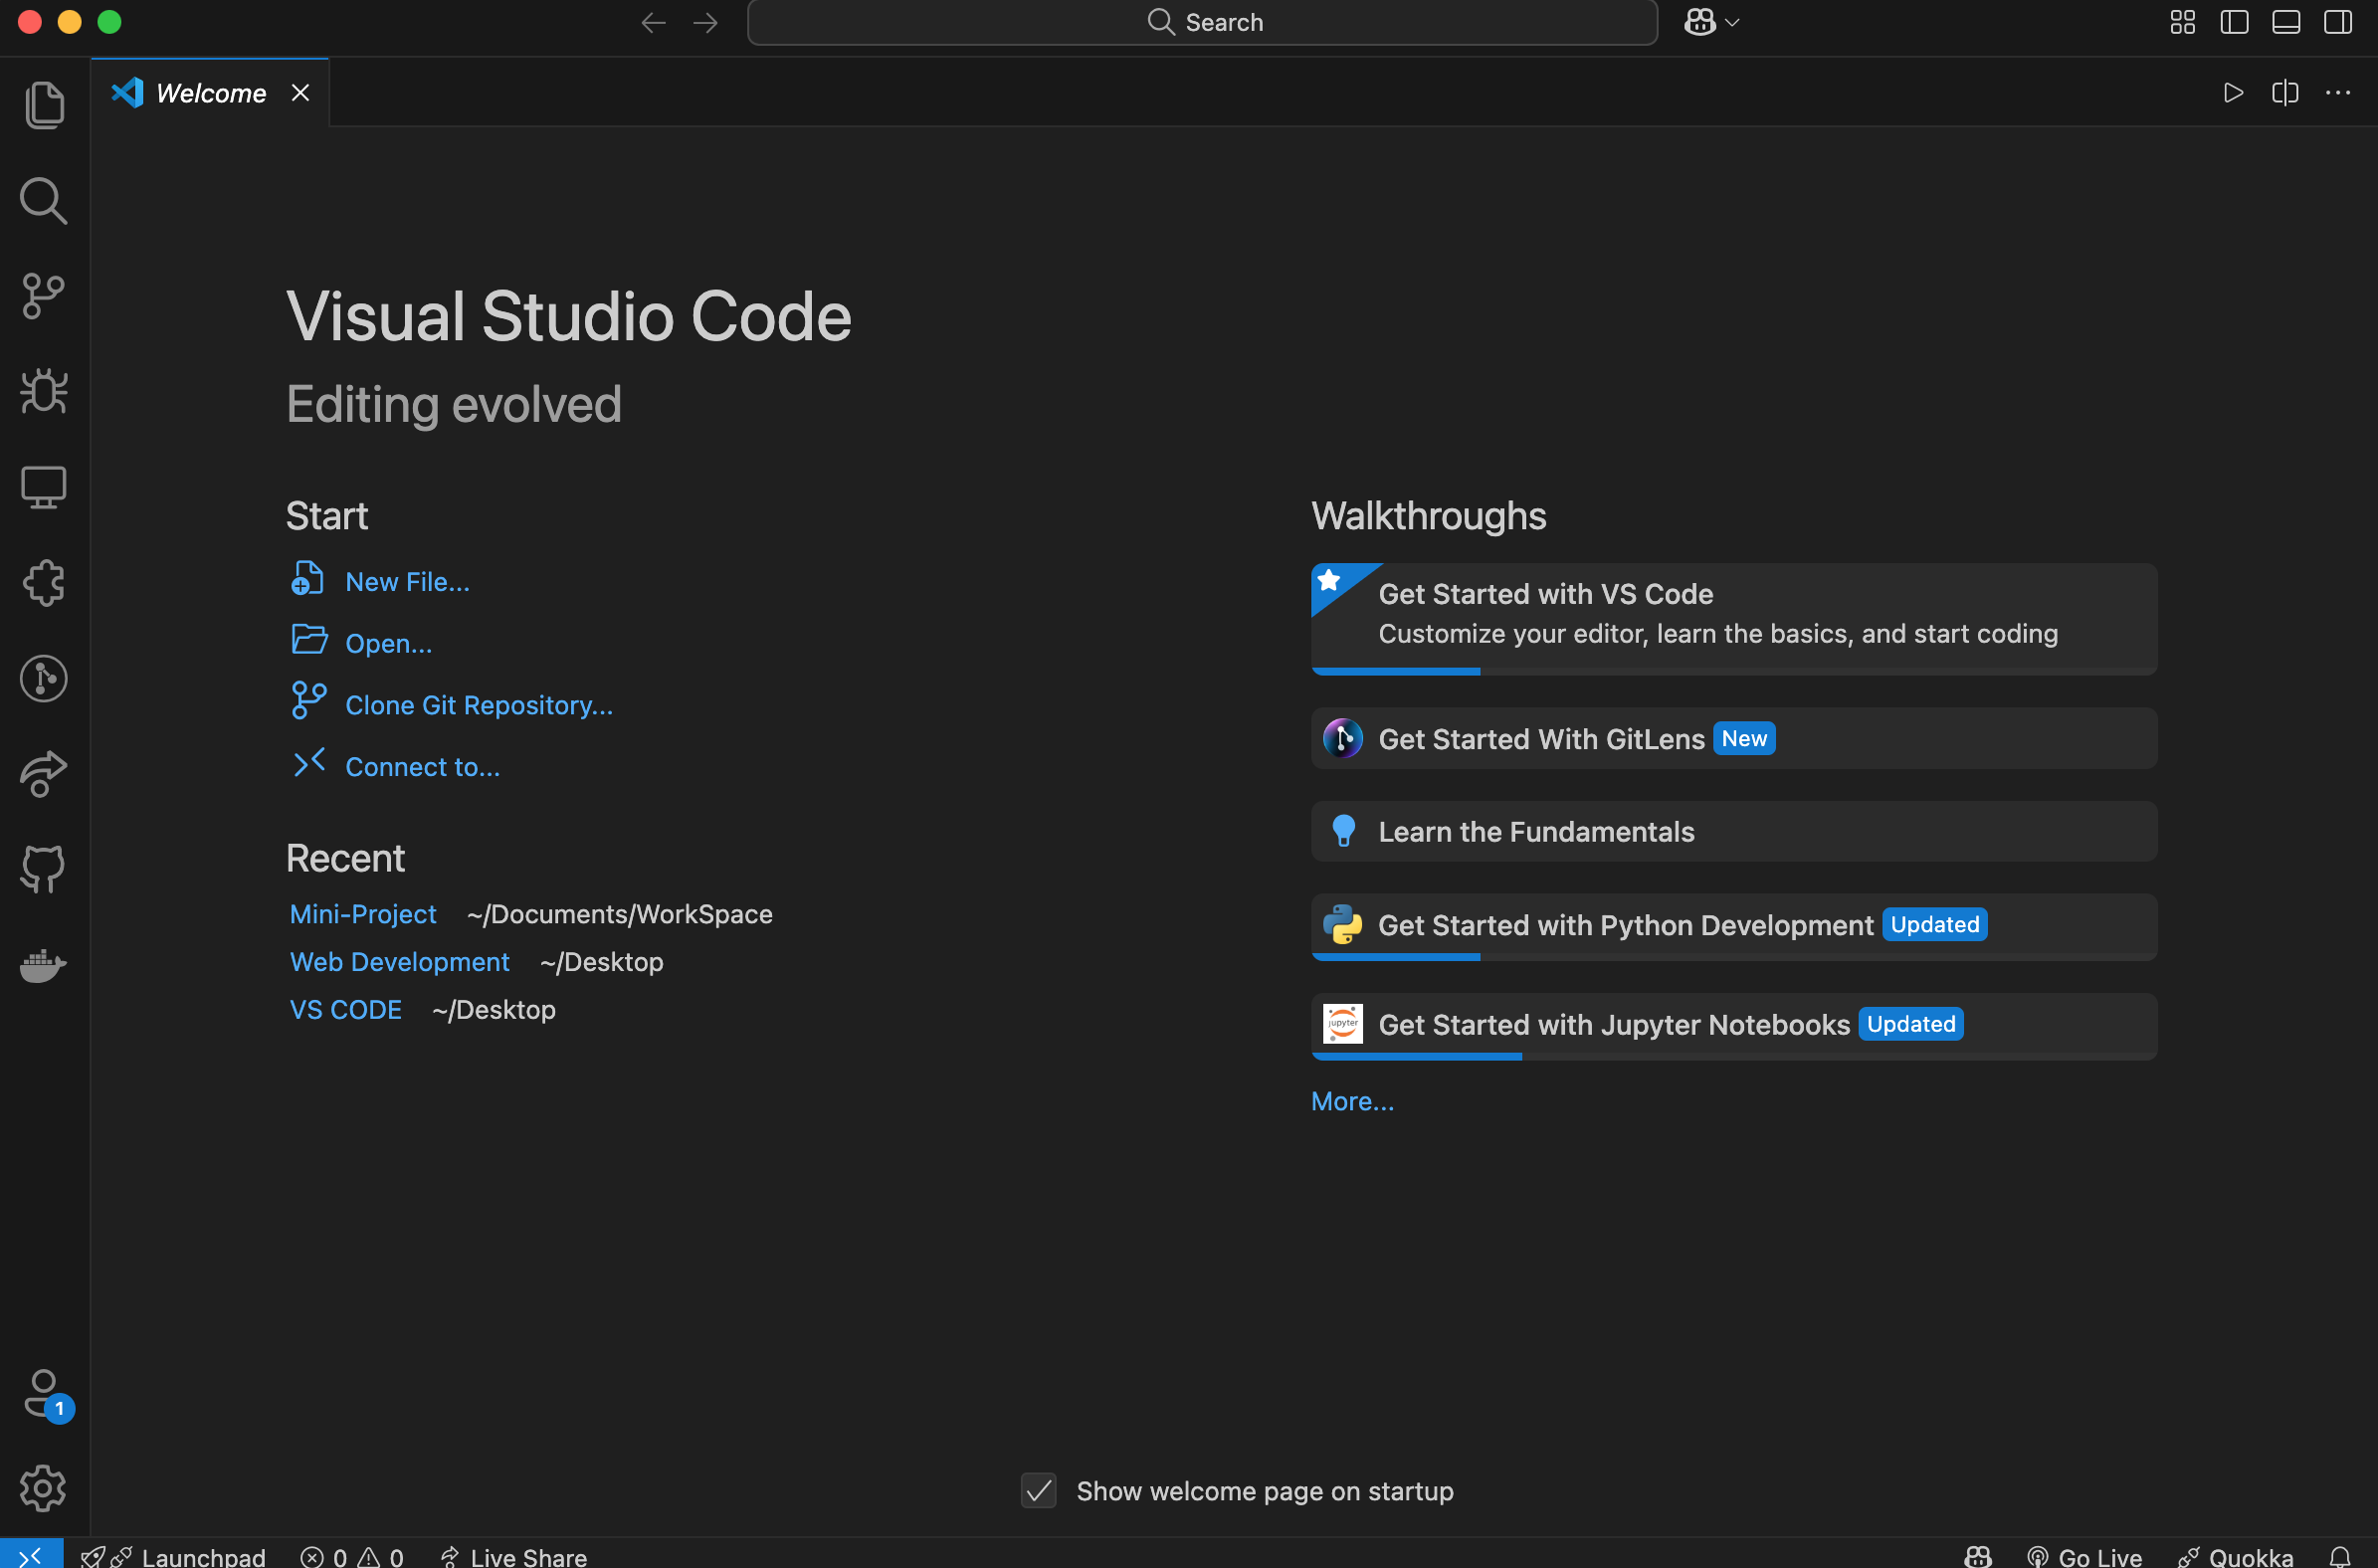 Search
Welcome
Visual Studio Code
Editing evolved
Start
New File...
Open...
Clone Git Repository...
Connect to...
Recent
Mini-Project ~/Documents/WorkSpace
Web Development ~/Desktop
VS CODE ~/Desktop
Walkthroughs
Get Started with VS Code
Customize your editor, learn the basics, and start coding
Get Started With GitLens New
Learn the Fundamentals
Get Started with Python Development Updated
jupyter
Get Started with Jupyter Notebooks Updated
More...
1
Show welcome page on startup
Launchpad 0 0 Live Share Go Live Quokka